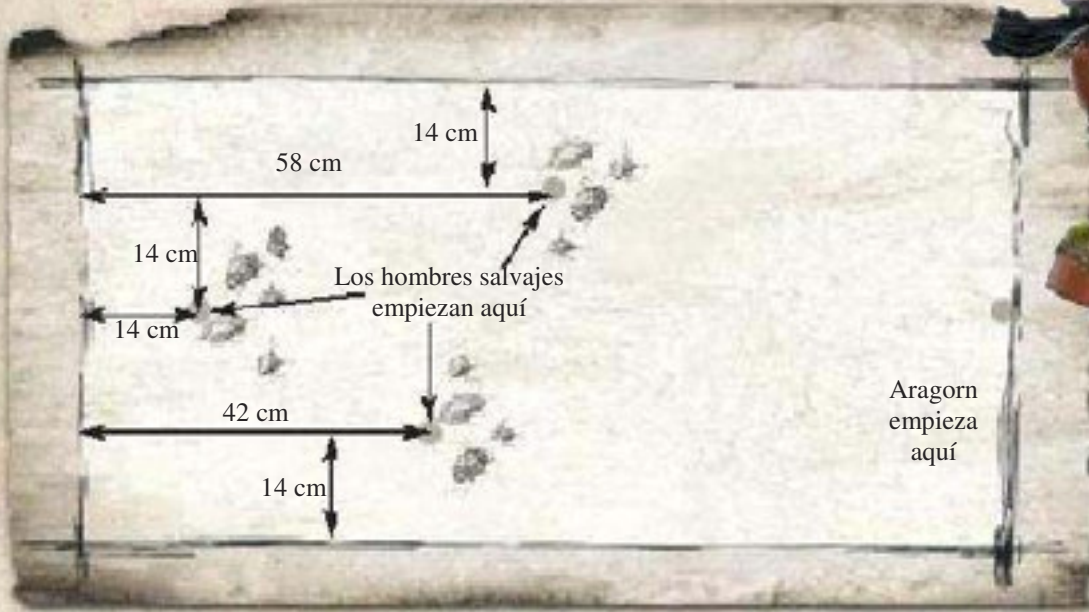 14 cm
58 cm
14 cm
Los hombres salvajes
empiezan aquí
14 cm
42 cm
14 cm
Aragorn
empieza
aquí